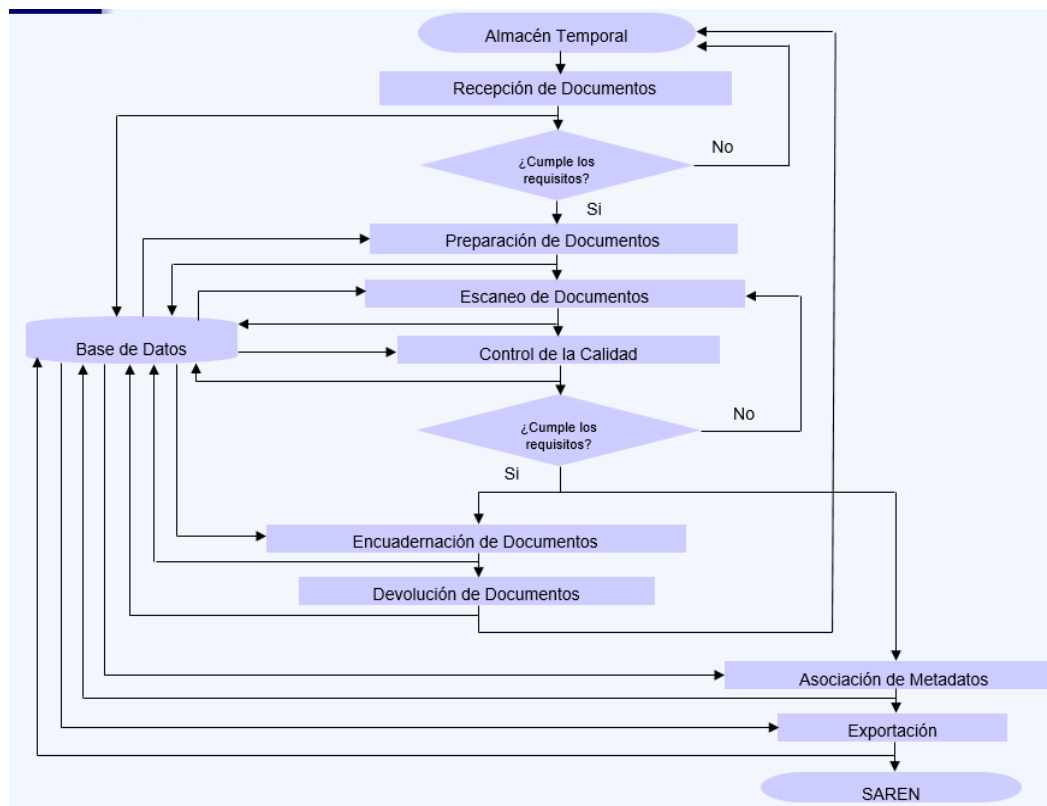 Almacén Temporal
Recepción de Documentos
¿Cumple los
requisitos?
No
Si
Preparación de Documentos
Escaneo de Documentos
Base de Datos
Control de la Calidad
¿Cumple los
requisitos?
No
Si
Encuadernación de Documentos
Devolución de Documentos
Asociación de Metadatos
Exportación
SAREN